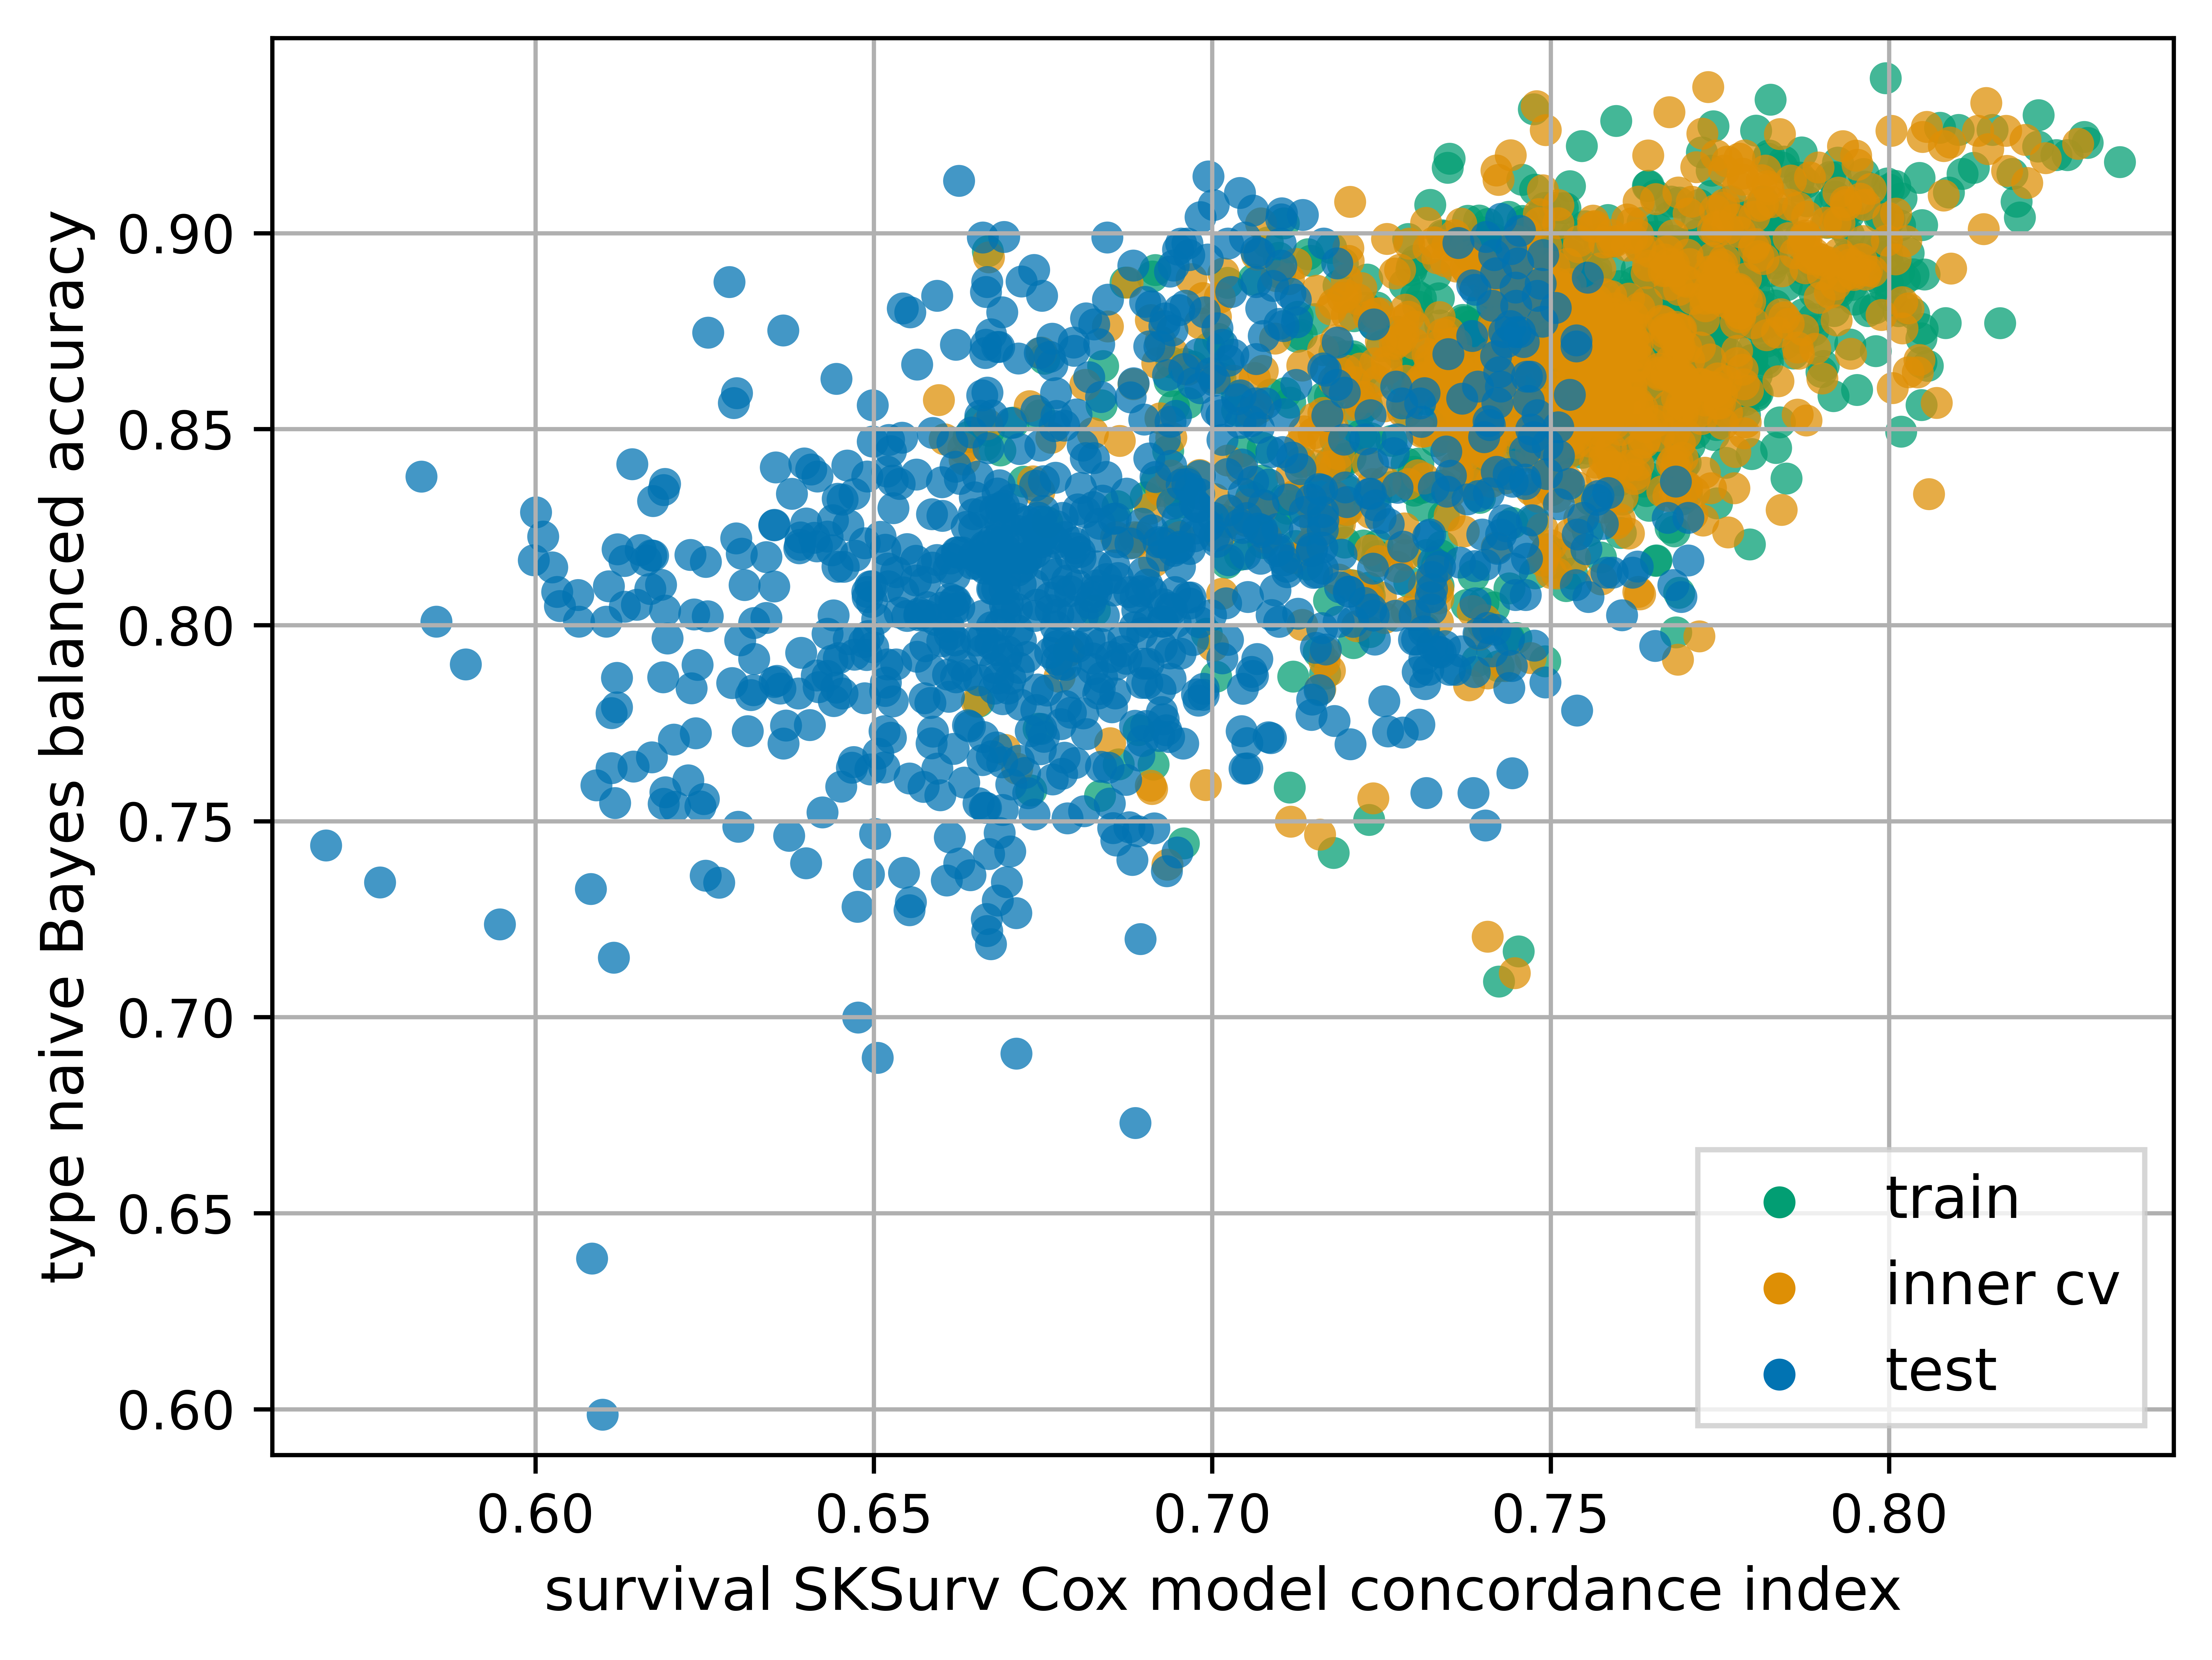 type naive Bayes balanced accuracy
0.90
0.85
0.80
0.75
0.70
0.65
0.60
train
inner cv
test
0.60 0.65 0.70 0.75 0.80
survival SKSurv Cox model concordance index